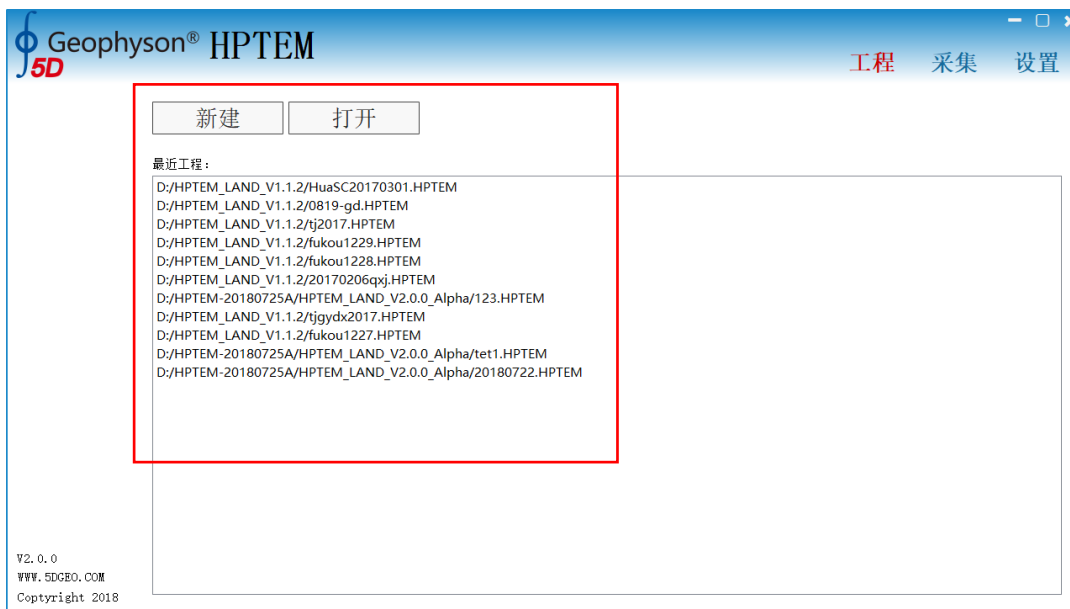 Geophyson® HPTEM
5D
工程 采集 设置
新建 打开
最近工程：
D:/HPTEM_LAND_V1.1.2/HuaSC20170301.HPTEM
D:/HPTEM_LAND_V1.1.2/0819-gd.HPTEM
D:/HPTEM_LAND_V1.1.2/tj2017.HPTEM
D:/HPTEM_LAND_V1.1.2/fukou1229.HPTEM
D:/HPTEM_LAND_V1.1.2/fukou1228.HPTEM
D:/HPTEM_LAND_V1.1.2/20170206qxj.HPTEM
D:/HPTEM-20180725A/HPTEM_LAND_V2.0.0_Alpha/123.HPTEM
D:/HPTEM_LAND_V1.1.2/tjgydx2017.HPTEM
D:/HPTEM_LAND_V1.1.2/fukou1227.HPTEM
D:/HPTEM-20180725A/HPTEM_LAND_V2.0.0_Alpha/tet1.HPTEM
D:/HPTEM-20180725A/HPTEM_LAND_V2.0.0_Alpha/20180722.HPTEM
V2.0.0
WWW.5DGEO.COM
Coptyright 2018